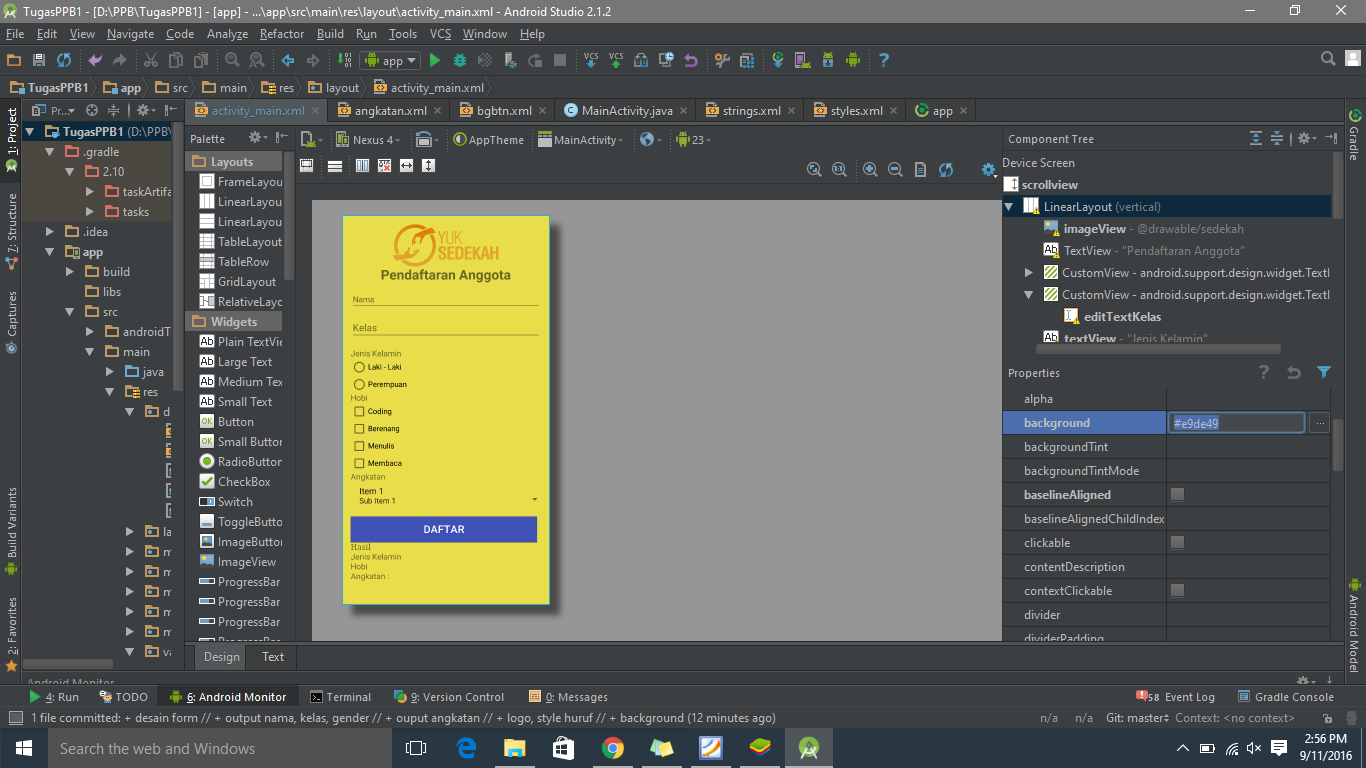 TugasPPB1 - [D:\PPB\TugasPPB1] - [app] - ...\app\src\main\res\layout\activity_main.xml - Android Studio 2.1.2
File Edit View Navigate Code Analyze Refactor Build Run Tools VCS Window Help
app VCS VCS
TugasPPB1 app src main res layout activity_main.xml
1: Project
7: Structure
Captures
Build Variants
2: Favorites
Pr...
TugasPPB1 (D:\PPB\
.gradle
2.10
taskArtifa
tasks
.idea
app
build
libs
src
androidT
main
java
res
d
la
m
m
m
m
va
activity_main.xml angkatan.xml bgbtn.xml MainActivity.java strings.xml styles.xml app
Palette
Layouts
FrameLayou
LinearLayou
LinearLayou
TableLayout
TableRow
GridLayout
RelativeLayo
Widgets
Plain TextVie
Large Text
Medium Tex
Small Text
Button
Small Button
RadioButton
CheckBox
Switch
ToggleButto
ImageButton
ImageView
ProgressBar
ProgressBar
ProgressBar
ProgressBar
Nexus 4 AppTheme MainActivity 23
YUK
SEDEKAH
Pendaftaran Anggota
Nama
Kelas
Jenis Kelamin
Laki - Laki
Perempuan
Hobi
Coding
Berenang
Menulis
Membaca
Angkatan
Item 1
Sub Item 1
DAFTAR
Hasil
Jenis Kelamin
Hobi
Angkatan :
Design Text
Component Tree
Device Screen
scrollview
LinearLayout (vertical)
imageView - @drawable/sedekah
TextView - "Pendaftaran Anggota"
CustomView - android.support.design.widget.TextI
CustomView - android.support.design.widget.TextI
editTextKelas
textView - "Jenis Kelamin"
Properties
alpha
background #e9de49 ...
backgroundTint
backgroundTintMode
baselineAligned
baselineAlignedChildIndex
clickable
contentDescription
contextClickable
divider
dividerPadding
Gradle
Android Model
Android Monitor
4: Run TODO 6: Android Monitor Terminal 9: Version Control 0: Messages 58 Event Log Gradle Console
1 file committed: + desain form // + output nama, kelas, gender // + ouput angkatan // + logo, style huruf // + background (12 minutes ago) n/a n/a Git: master Context: <no context>
Search the web and Windows
2:56 PM
9/11/2016